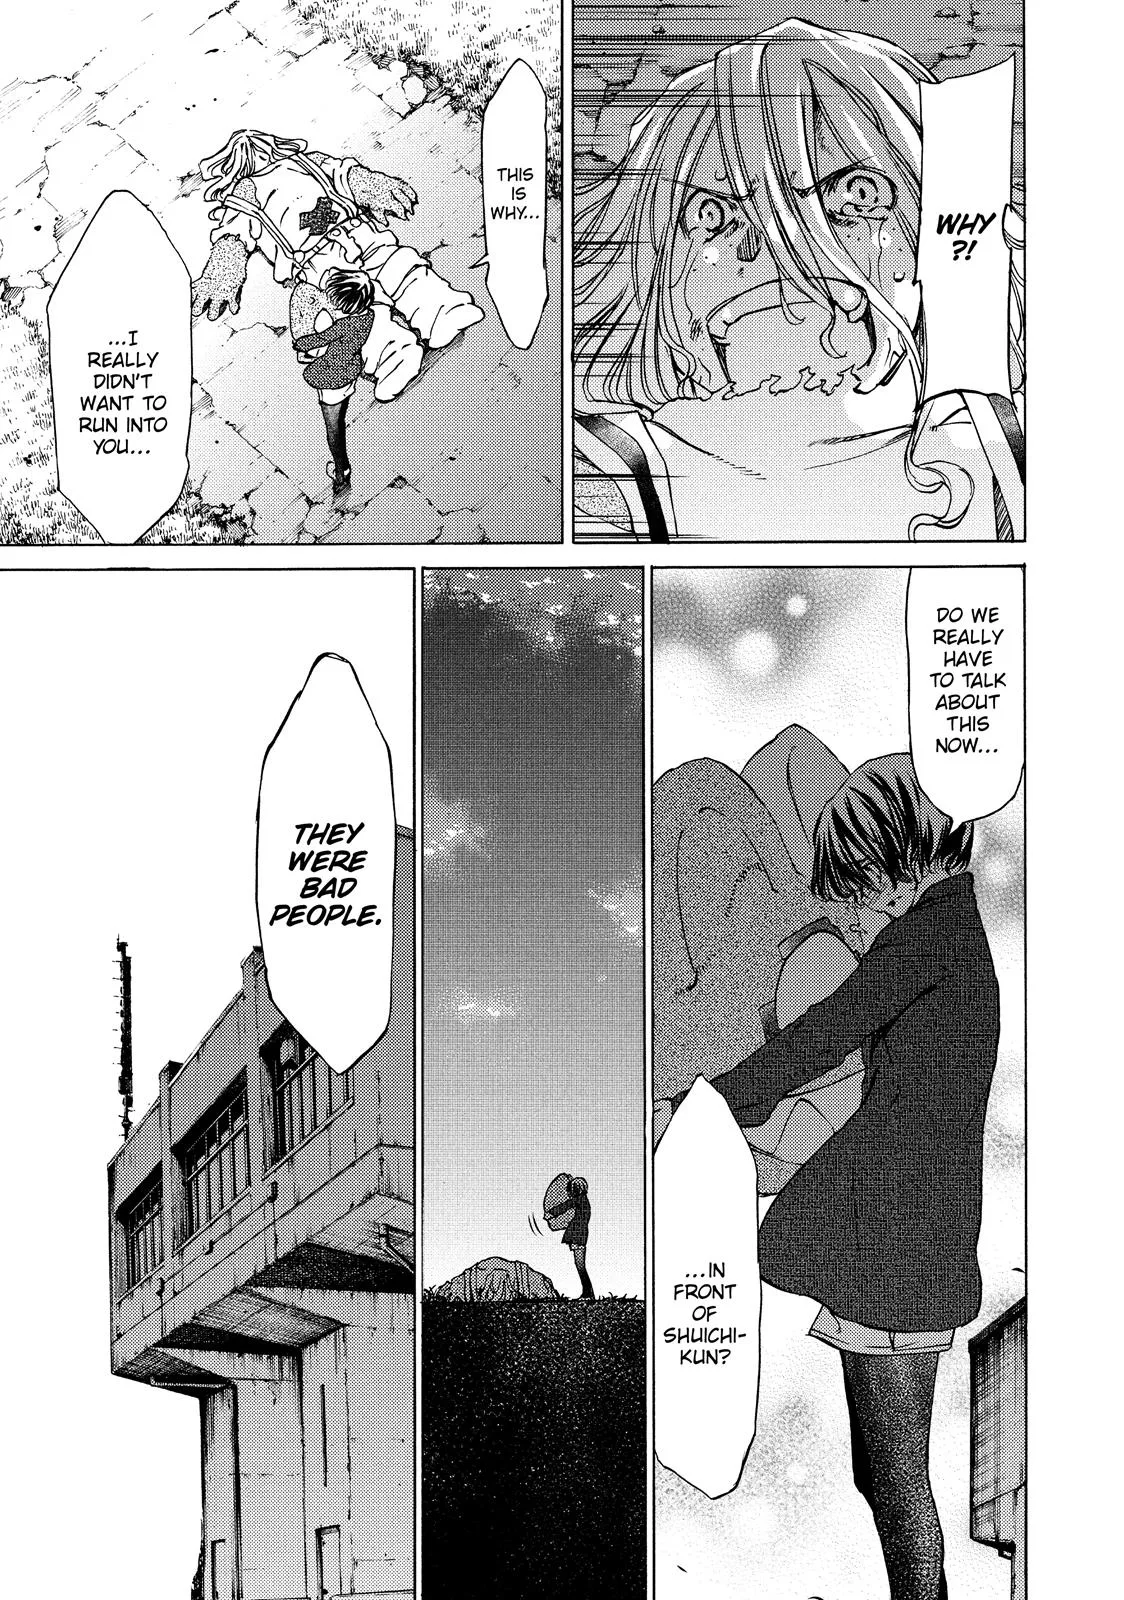 WHY
?!
THIS
IS
WHY...
...I
REALLY
DIDN'T
WANT TO
RUN INTO
YOU...
DO WE
REALLY
HAVE
TO TALK
ABOUT
THIS
NOW...
...IN
FRONT
OF
SHUICHI-
KUN?
THEY
WERE
BAD
PEOPLE.